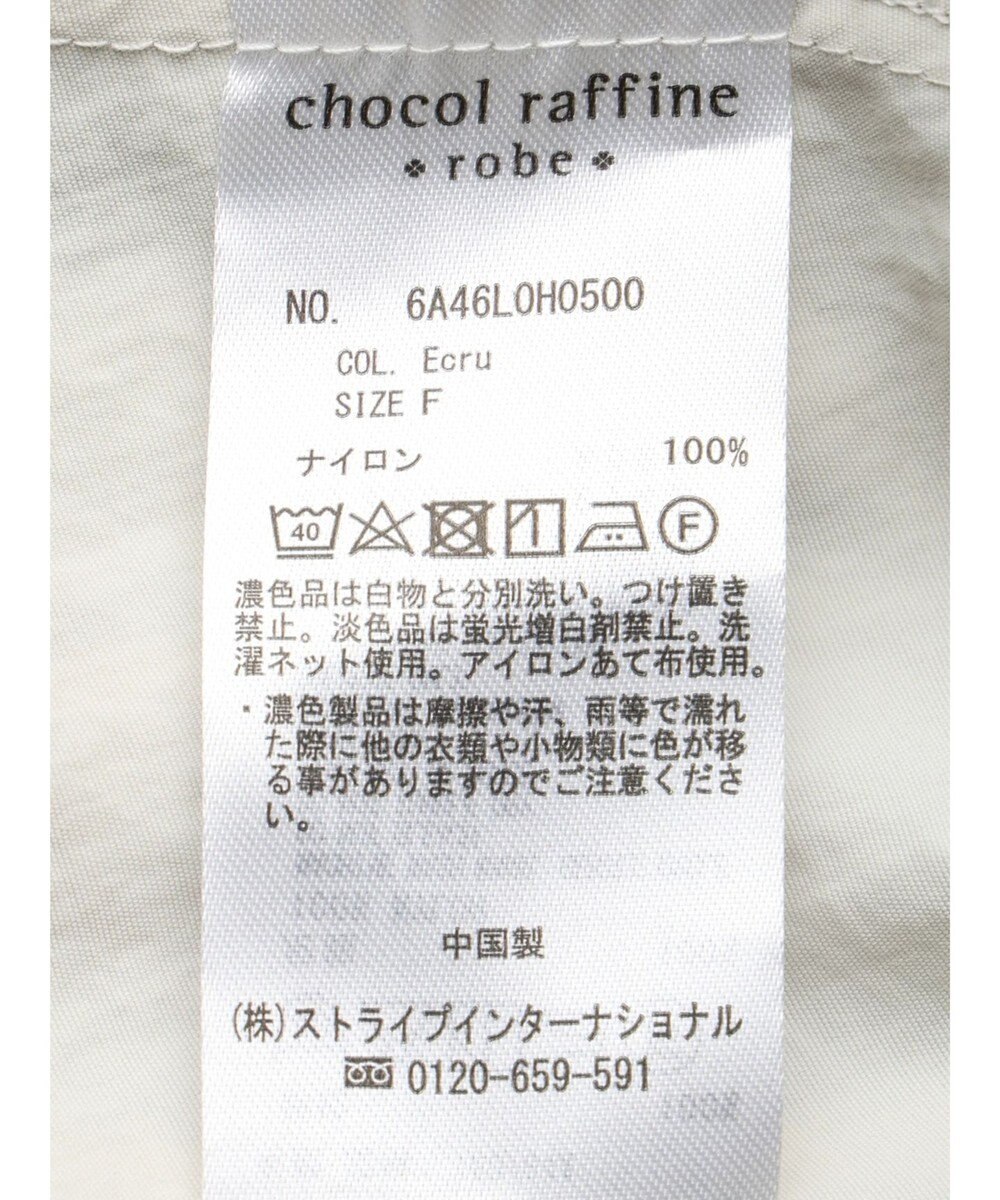 chocol raffine
robe
NO. 6A46L0H0500
COL. Ecru
SIZE F
ナイロン 100%
40 F
濃色品は白物と分別洗い。つけ置き
禁止。淡色品は蛍光増白剤禁止。洗
濯ネット使用。アイロンあて布使用。
・濃色製品は摩擦や汗、雨等で濡れ
た際に他の衣類や小物類に色が移
る事がありますのでご注意くださ
い。
中国製
(株)ストライプインターナショナル
0120-659-591